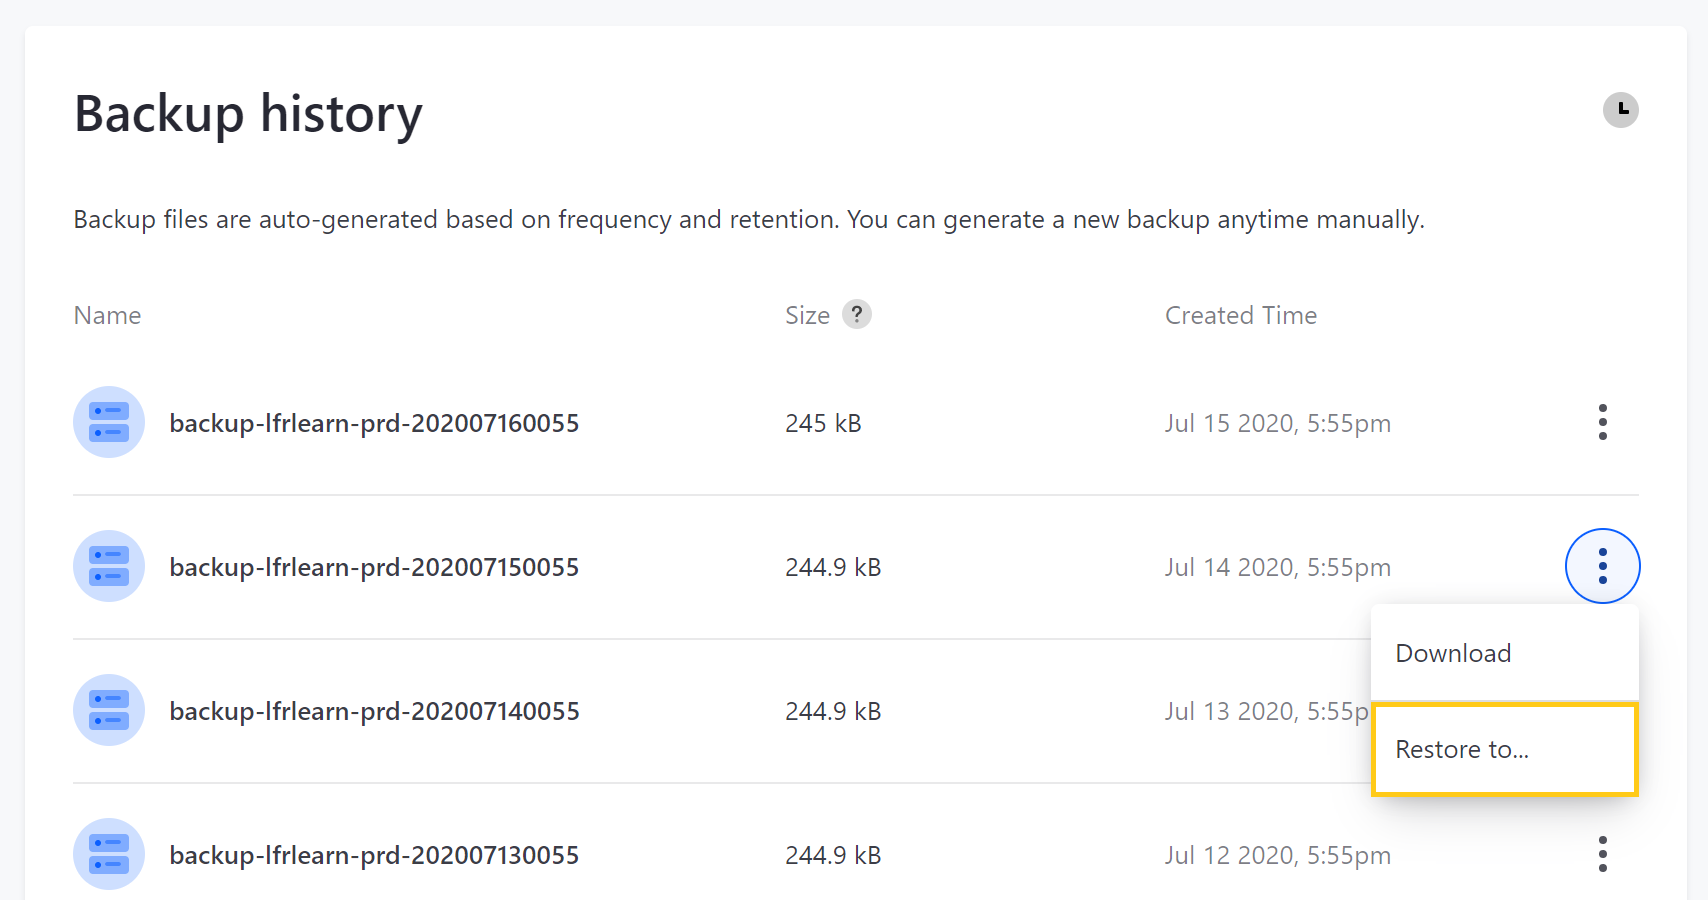 Backup history
Backup files are auto-generated based on frequency and retention. You can generate a new backup anytime manually.
Name Size ? Created Time
backup-lfrlearn-prd-202007160055 245 kB Jul 15 2020, 5:55pm
backup-lfrlearn-prd-202007150055 244.9 kB Jul 14 2020, 5:55pm
Download
backup-lfrlearn-prd-202007140055 244.9 kB Jul 13 2020, 5:55p
Restore to...
backup-lfrlearn-prd-202007130055 244.9 kB Jul 12 2020, 5:55pm